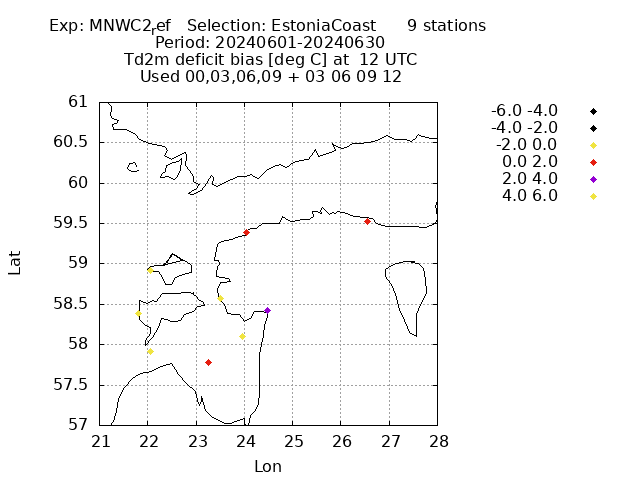 Exp: MNWC2ref Selection: EstoniaCoast 9 stations
Period: 20240601-20240630
Td2m deficit bias [deg C] at 12 UTC
Used 00,03,06,09 + 03 06 09 12
61
60.5
60
59.5
59
58.5
58
57.5
57
21 22 23 24 25 26 27 28
Lat
Lon
-6.0 -4.0
-4.0 -2.0
-2.0 0.0
0.0 2.0
2.0 4.0
4.0 6.0